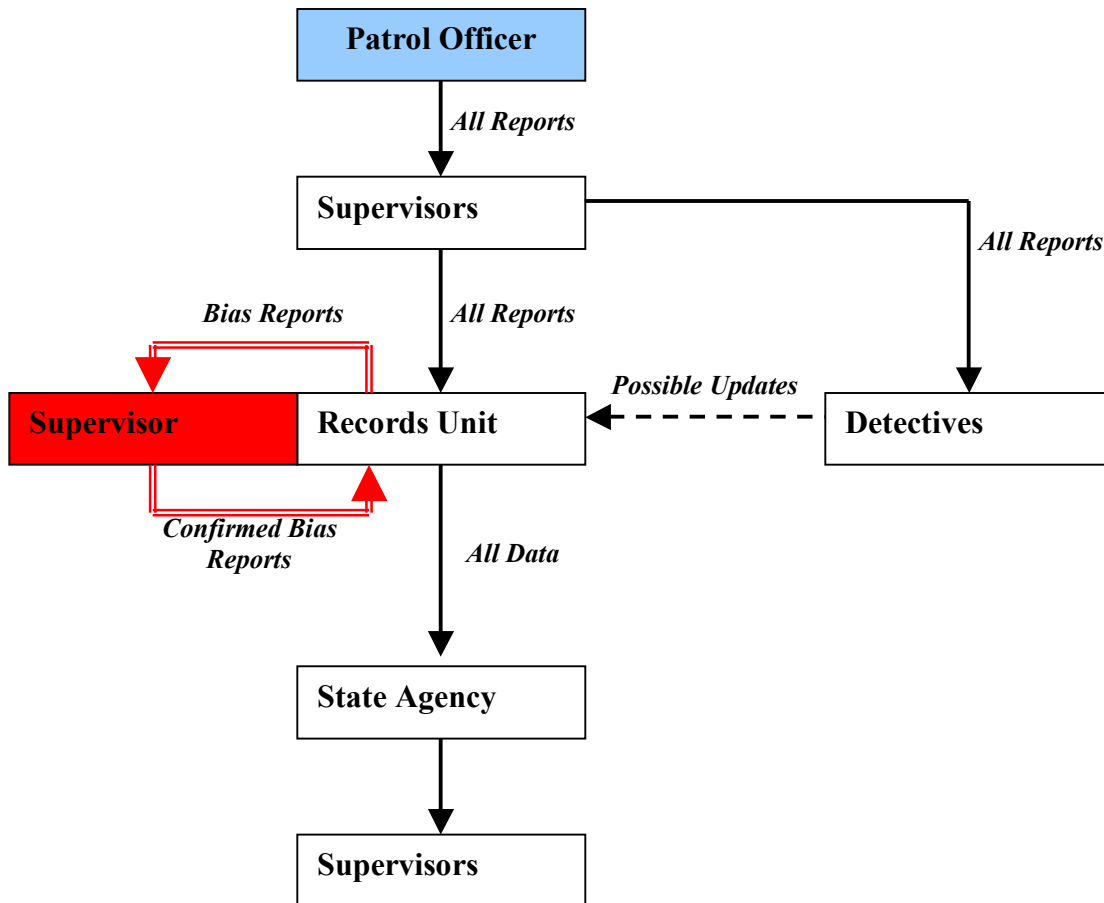 Patrol Officer
All Reports
Supervisors
All Reports
Bias Reports
All Reports
Possible Updates
Supervisor
Records Unit
Detectives
Confirmed Bias
Reports
All Data
State Agency
Supervisors